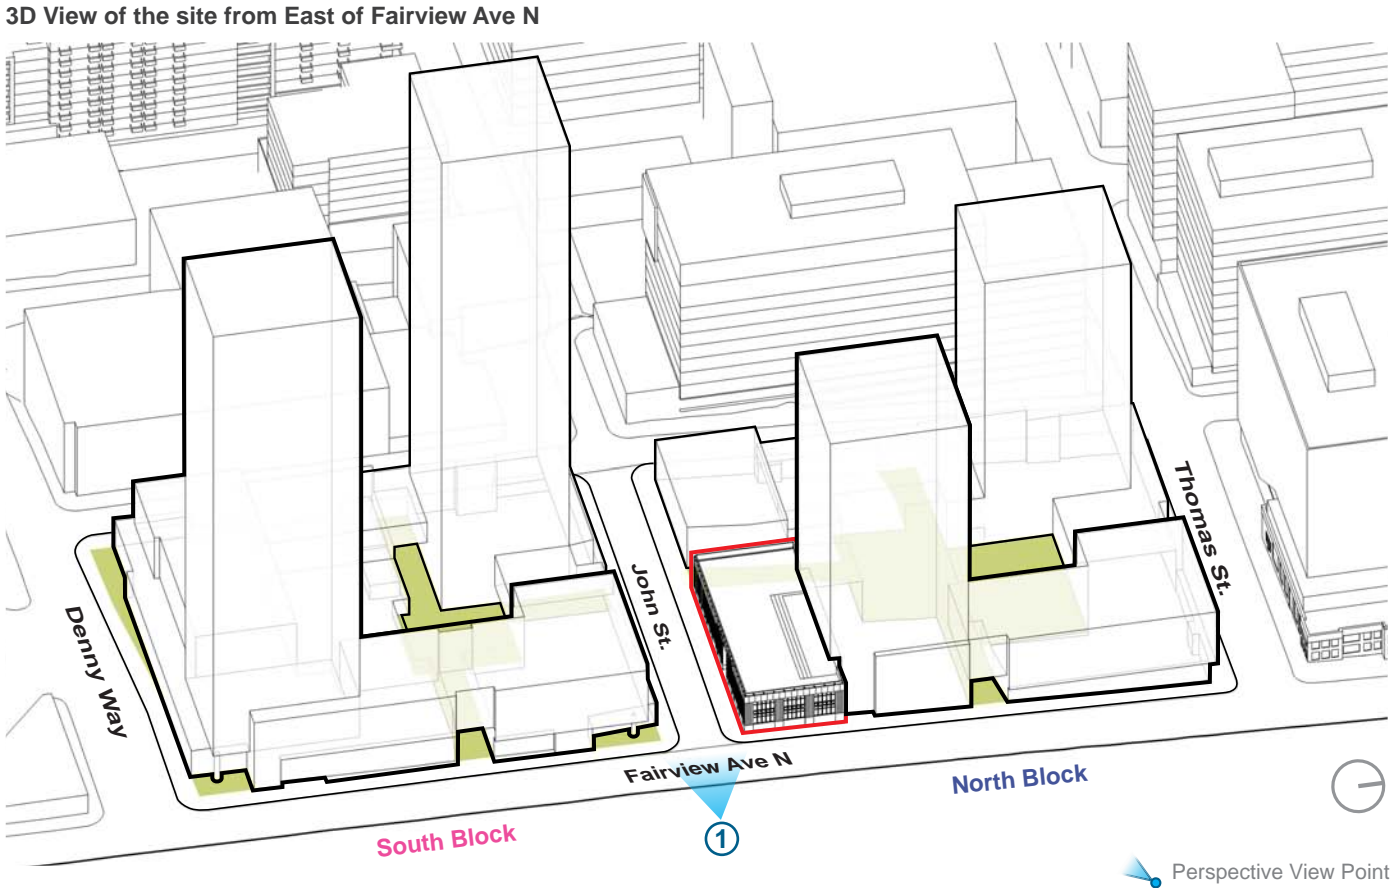 3D View of the site from East of Fairview Ave N
Thomas St.
John St.
Denny Way
Fairview Ave N
North Block
South Block
1
Perspective View Point